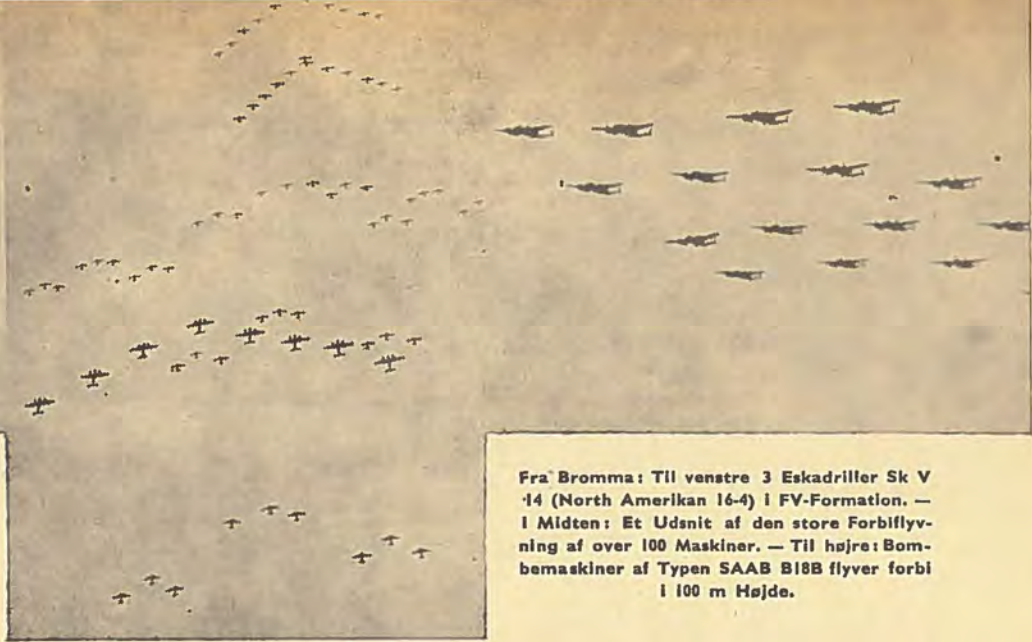 Fra Bromma: Til venstre 3 Eskadriller Sk V
14 (North Amerikan 16-4) i FV-Formation. —
I Midten: Et Udsnit af den store Forbiflyv-
ning af over 100 Maskiner. — Til højre: Bom-
bemaskiner af Typen SAAB B18B flyver forbi
i 100 m Højde.